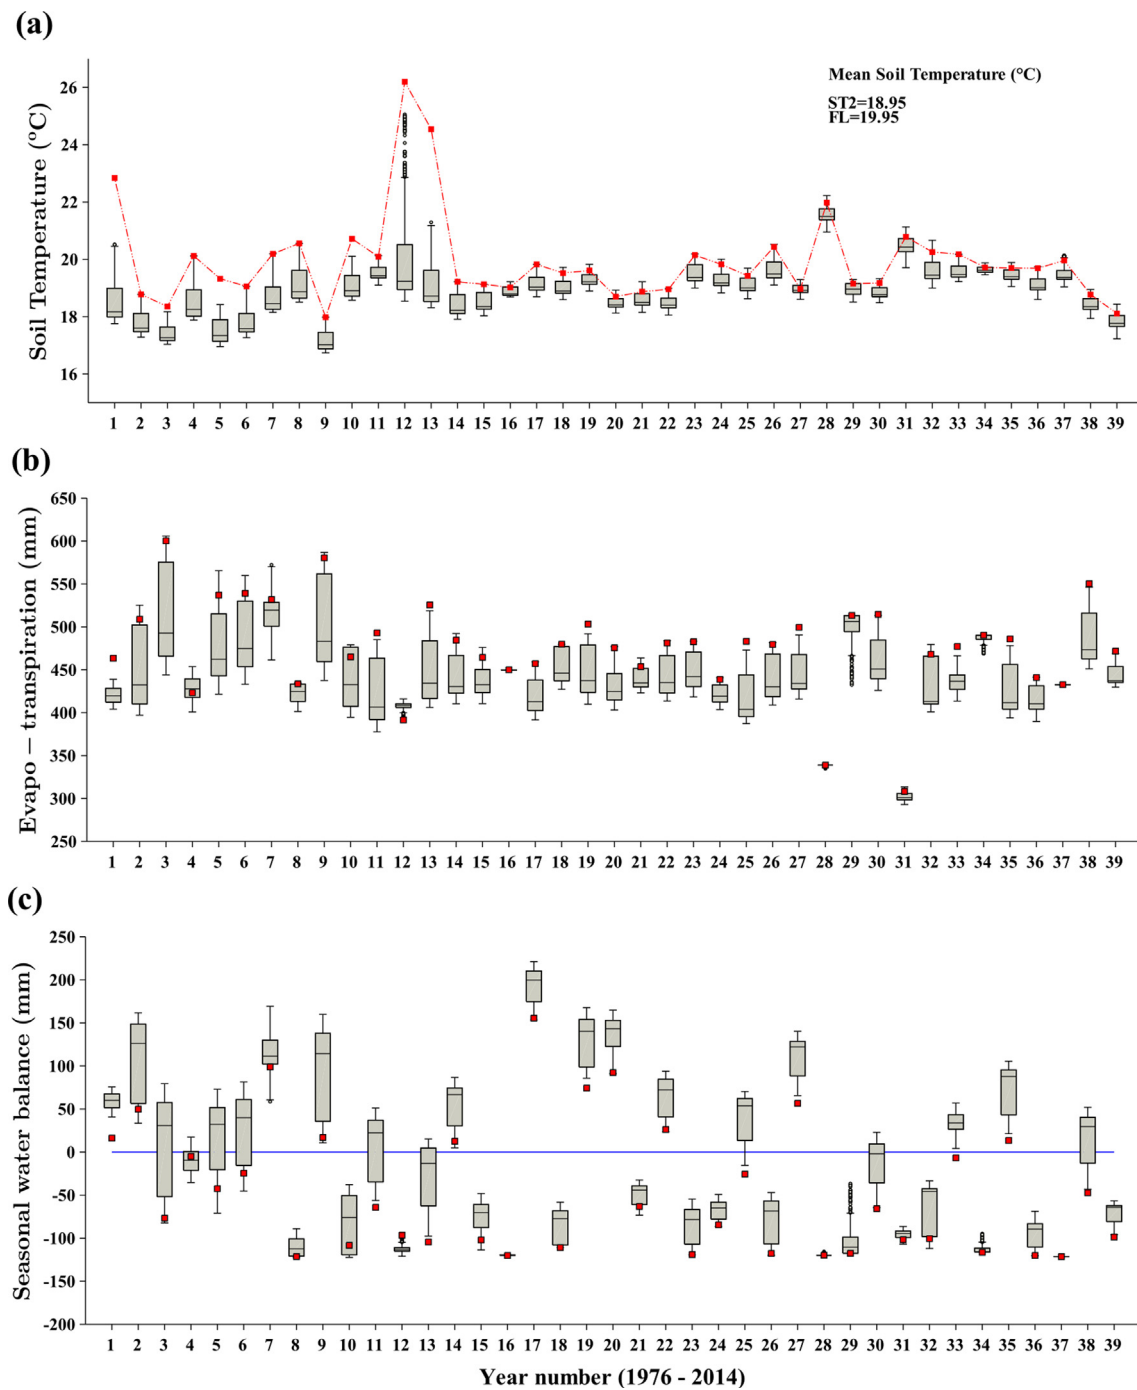 (a)
Soil Temperature (°C)
26
24
22
20
18
16
Mean Soil Temperature (°C)
ST2=18.95
FL=19.95
1 2 3 4 5 6 7 8 9 10 11 12 13 14 15 16 17 18 19 20 21 22 23 24 25 26 27 28 29 30 31 32 33 34 35 36 37 38 39
(b)
Evapo – transpiration (mm)
650
600
550
500
450
400
350
300
250
1 2 3 4 5 6 7 8 9 10 11 12 13 14 15 16 17 18 19 20 21 22 23 24 25 26 27 28 29 30 31 32 33 34 35 36 37 38 39
(c)
Seasonal water balance (mm)
250
200
150
100
50
0
-50
-100
-150
-200
1 2 3 4 5 6 7 8 9 10 11 12 13 14 15 16 17 18 19 20 21 22 23 24 25 26 27 28 29 30 31 32 33 34 35 36 37 38 39
Year number (1976 - 2014)